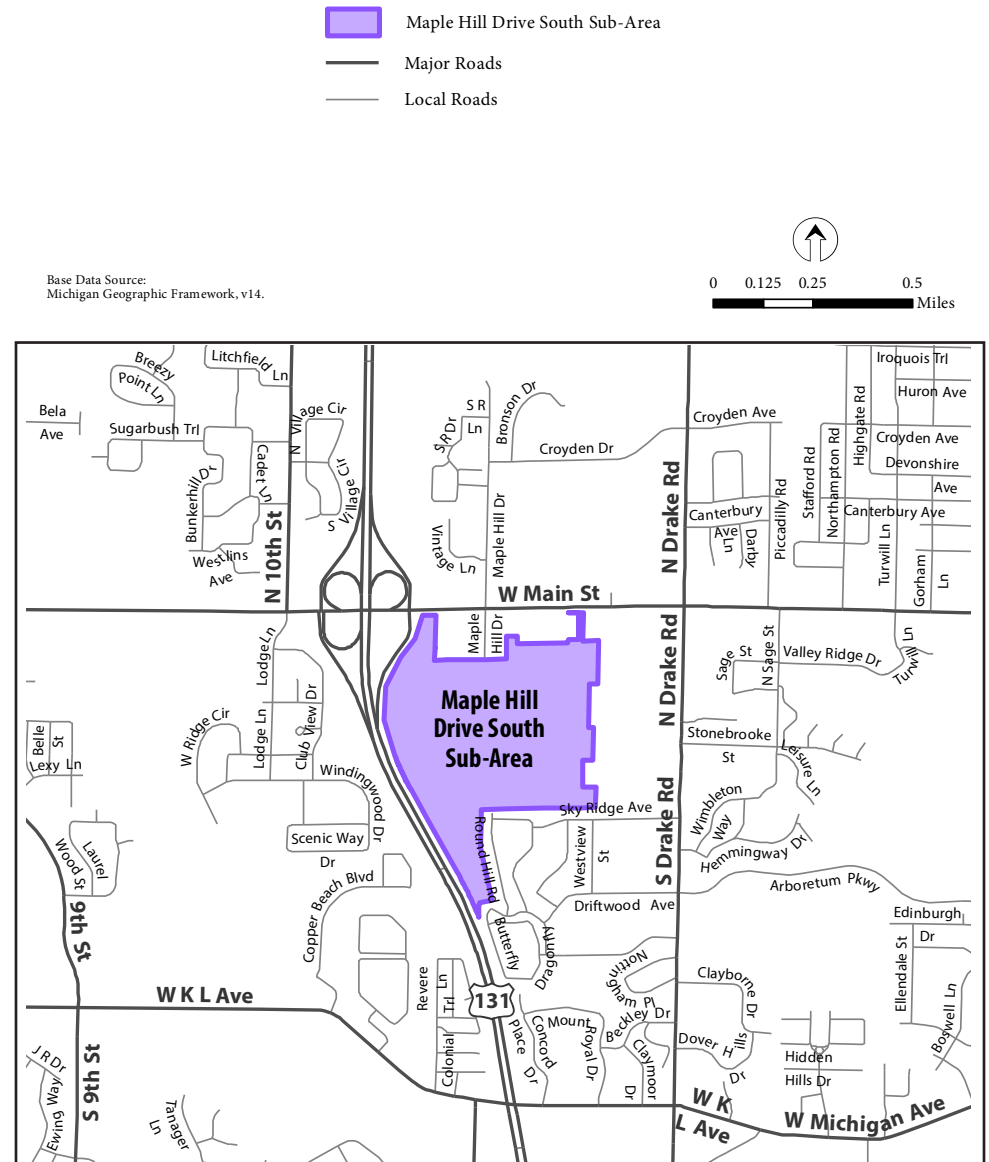 Maple Hill Drive South Sub-Area
Major Roads
Local Roads
Base Data Source:
Michigan Geographic Framework, v14.
0 0.125 0.25 0.5
Miles
Breezy
Point Ln
Litchfield Ln
Bela
Ave
Sugarbush Trl
Bunkerhill Dr
Cadet Ln
Westlins
Ave
N 10th St
N Village Cir
S Village Cir
S R
Ln
S R Dr
Bronson Dr
Croyden Dr
Vintage Ln
Maple Hill Dr
N Drake Rd
Croyden Ave
Canterbury
Ave
Ln
Darby
Piccadilly Rd
Stafford Rd
Northampton Rd
Highgate Rd
Iroquois Trl
Huron Ave
Croyden Ave
Devonshire
Ave
Canterbury Ave
Turwill Ln
Gorham
Ln
W Main St
Maple
Hill Dr
Lodge Ln
Lodge Ln
Club View Dr
W Ridge Cir
Windingwood Dr
Scenic Way
Dr
Belle
St
Lexy Ln
Maple Hill
Drive South
Sub-Area
N Drake Rd
Sage St
N Sage St
Valley Ridge Dr
Turwill Ln
Stonebrooke
St
Leisure Ln
S Drake Rd
Wimbleton
Way
Hemmingway Dr
Sky Ridge Ave
Round Hill Rd
Westview
St
Driftwood Ave
Arboretum Pkwy
Wood St
Laurel
9th St
Copper Beach Blvd
Butterfly
Dragonfly
Nottin
gham Pl
Edinburgh
Dr
Ellendale St
Boswell Ln
Clayborne Dr
W K L Ave
Revere
Trl Ln
Colonial
131
Place
Concord
Dr
Mount
Royal Dr
Beckley Dr
Claymoor
Dr
Dover Hills
Dr
Hidden
Hills Dr
J R Dr
Ewing Way
S 9th St
Tanager
Ln
W K
L Ave
W Michigan Ave